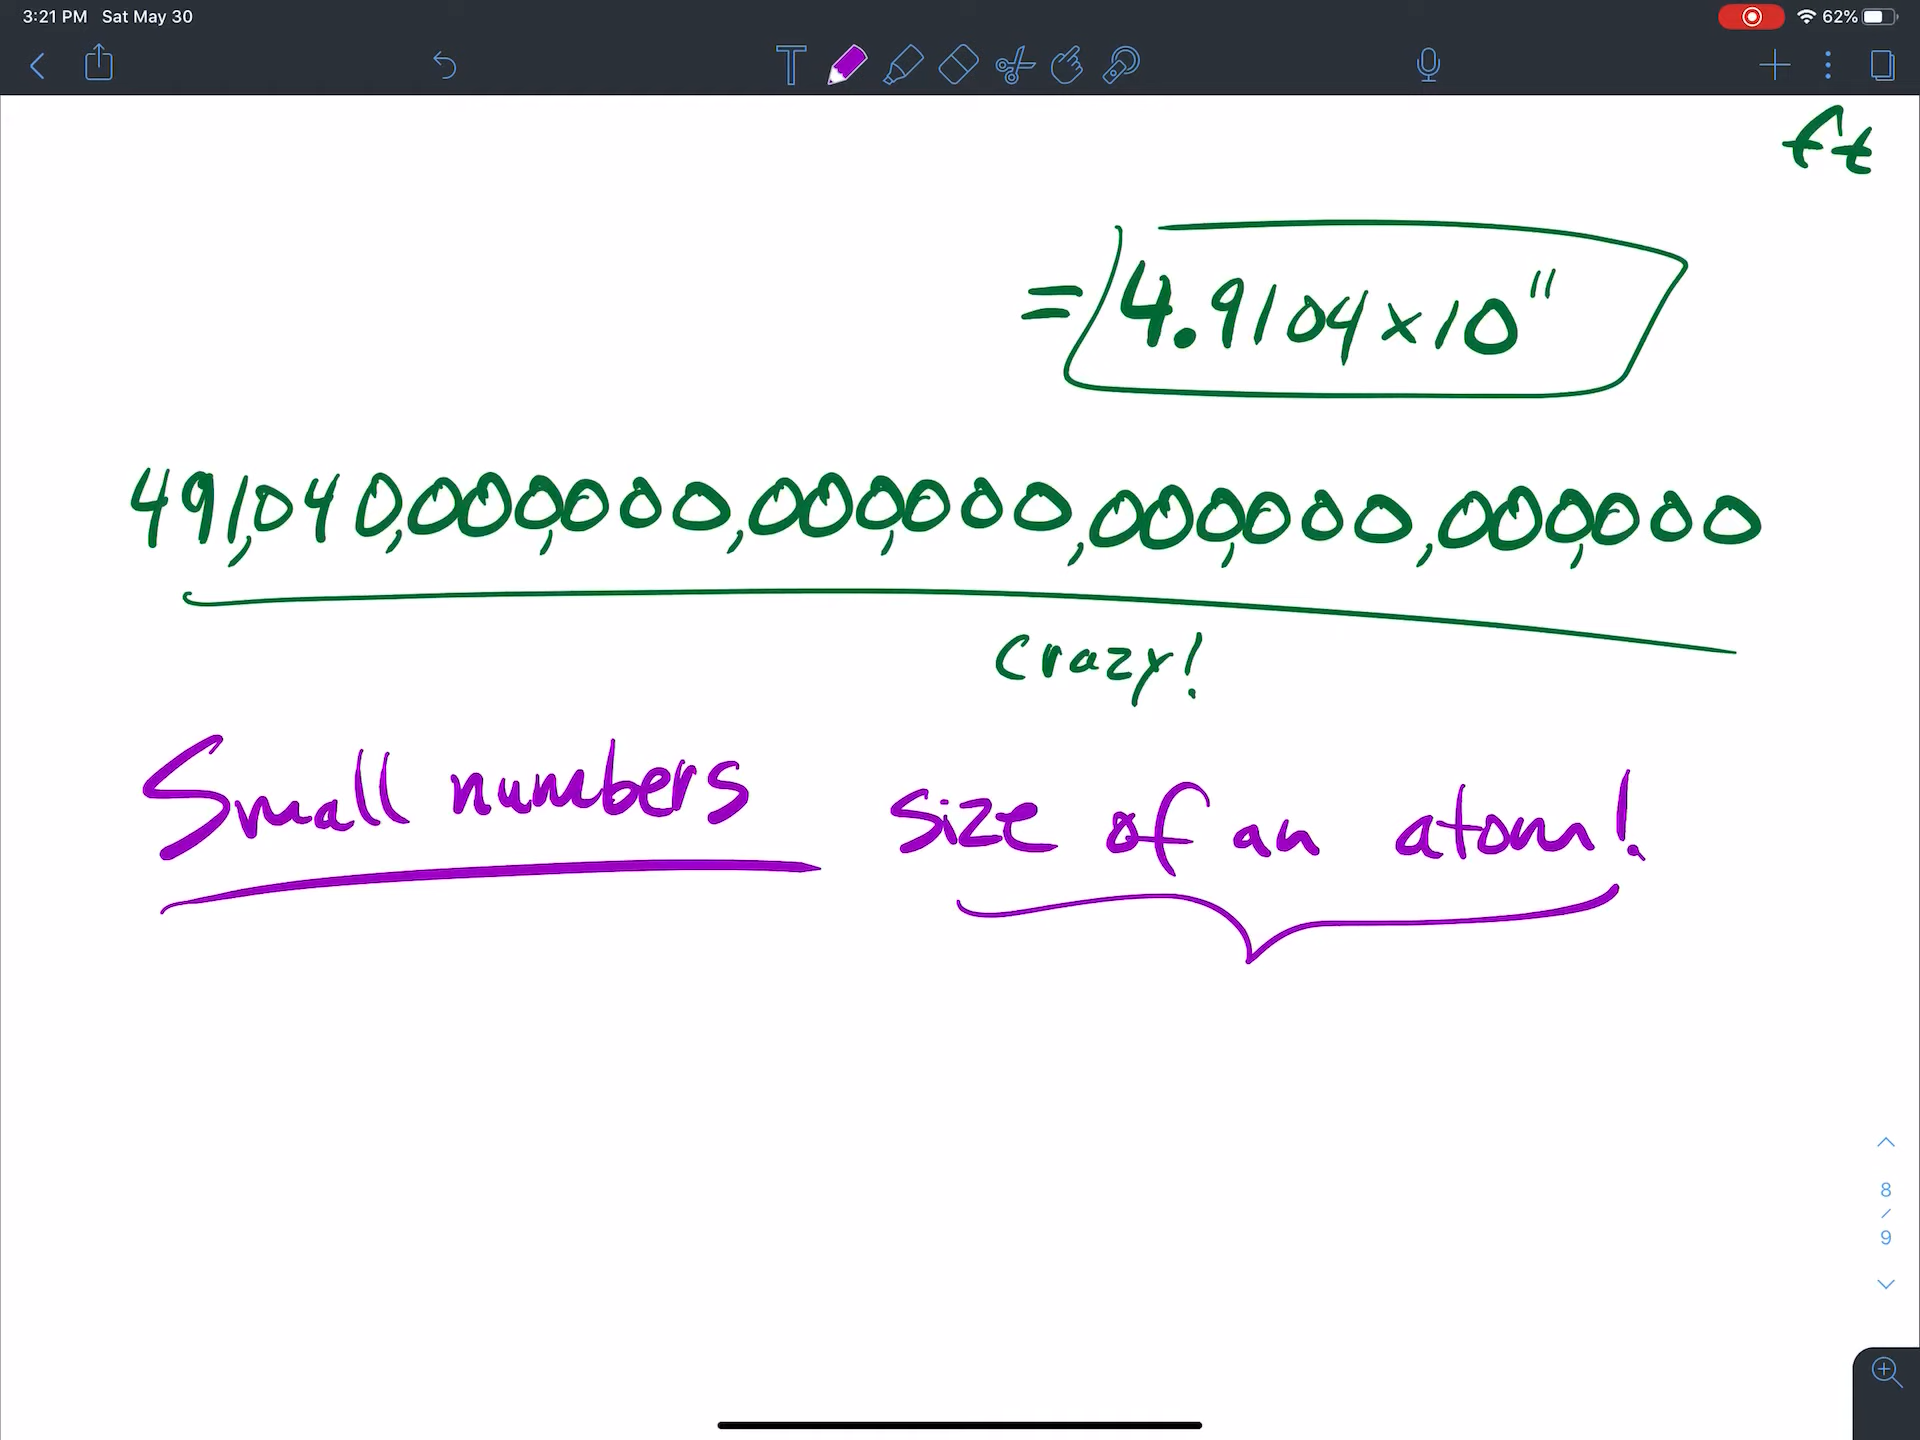 3:21 PM Sat May 30
62%
T
ft
= 4.9104 × 10¹¹
491,040,000,000,000,000,000,000,000,000
crazy!
Small numbers size of an atom!
8
/
9